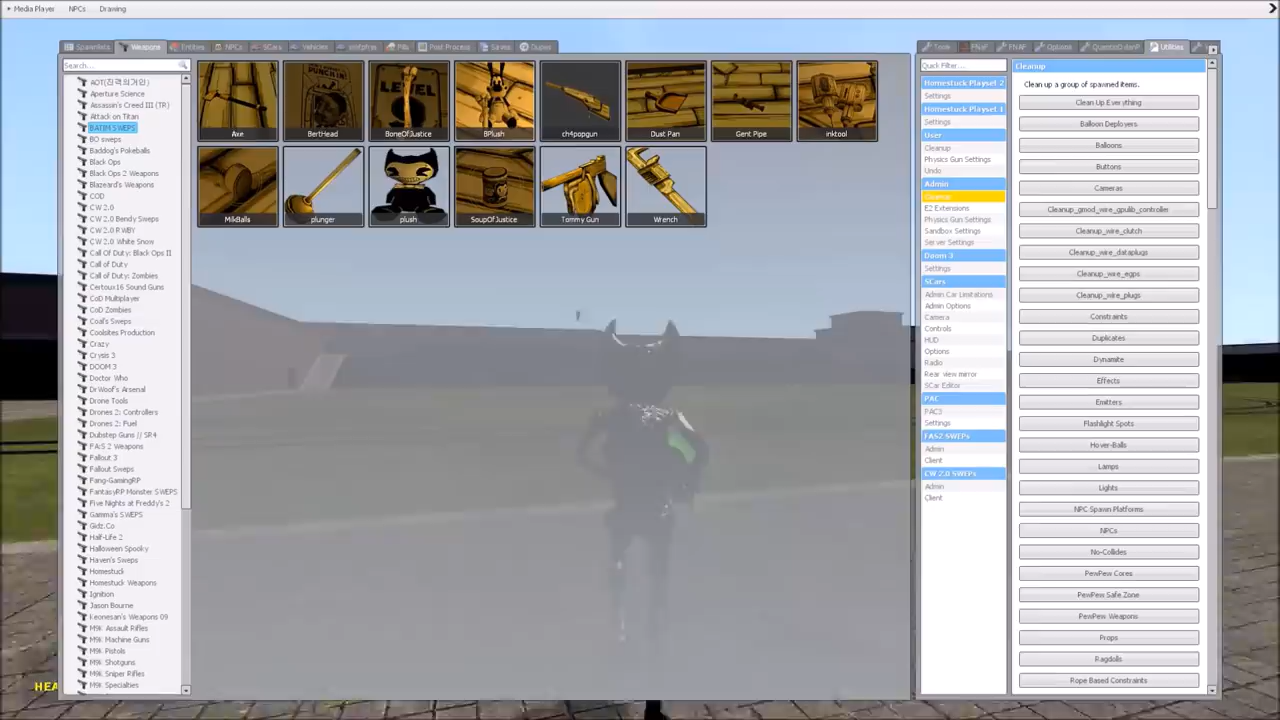 Media Player NPCs Drawing
Spawnlists Weapons Entities NPCs SCars Vehicles Pills Post Process Saves Dupes
Tools FNaF FNAF Options Utilities
Search...
AOT(진격의거인)
Aperture Science
Assassin's Creed III (TR)
Attack on Titan
BATIM SWEPS
BO sweps
Baddog's Pokeballs
Black Ops
Black Ops 2 Weapons
Blazeard's Weapons
COD
CW 2.0
CW 2.0 Bendy Sweps
CW 2.0 RWBY
CW 2.0 White Snow
Call Of Duty: Black Ops II
Call of Duty
Call of Duty: Zombies
Certoux16 Sound Guns
CoD Multiplayer
CoD Zombies
Coal's Sweps
Coolsites Production
Crazy
Crysis 3
DOOM 3
Doctor Who
DrWoof's Arsenal
Drone Tools
Drones 2: Controllers
Drones 2: Fuel
Dubstep Guns // SR4
FA:S 2 Weapons
Fallout 3
Fallout Sweps
Fang-GamingRP
FantasyRP Monster SWEPS
Five Nights at Freddy's 2
Gamma's SWEPS
Gidz.Co
Half-Life 2
Halloween Spooky
Haven's Sweps
Homestuck
Homestuck Weapons
Ignition
Jason Bourne
Keonesan's Weapons 09
M9K Assault Rifles
M9K Machine Guns
M9K Pistols
M9K Shotguns
M9K Sniper Rifles
M9K Specialties
Axe BertHead BoneOfJustice BPlush ch4popgun Dust Pan Gent Pipe inktool
MilkBalls plunger plush SoupOfJustice Tommy Gun Wrench
Quick Filter...
Homestuck Playset 2
Settings
Homestuck Playset 1
Settings
User
Cleanup
Physics Gun Settings
Undo
Admin
Cleanup
E2 Extensions
Physics Gun Settings
Sandbox Settings
Server Settings
Doom 3
Settings
SCars
Admin Car Limitations
Admin Options
Camera
Controls
HUD
Options
Radio
Rear view mirror
SCar Editor
PAC
PAC3
Settings
FAS2 SWEPs
Admin
Client
CW 2.0 SWEPs
Admin
Client
Cleanup
Clean up a group of spawned items.
Clean Up Everything
Balloon Deployers
Balloons
Buttons
Cameras
Cleanup_gmod_wire_gpulib_controller
Cleanup_wire_clutch
Cleanup_wire_dataplugs
Cleanup_wire_egps
Cleanup_wire_plugs
Constraints
Duplicates
Dynamite
Effects
Emitters
Flashlight Spots
Hover-Balls
Lamps
Lights
NPC Spawn Platforms
NPCs
No-Collides
PewPew Cores
PewPew Safe Zone
PewPew Weapons
Props
Ragdolls
Rope Based Constraints
HEA